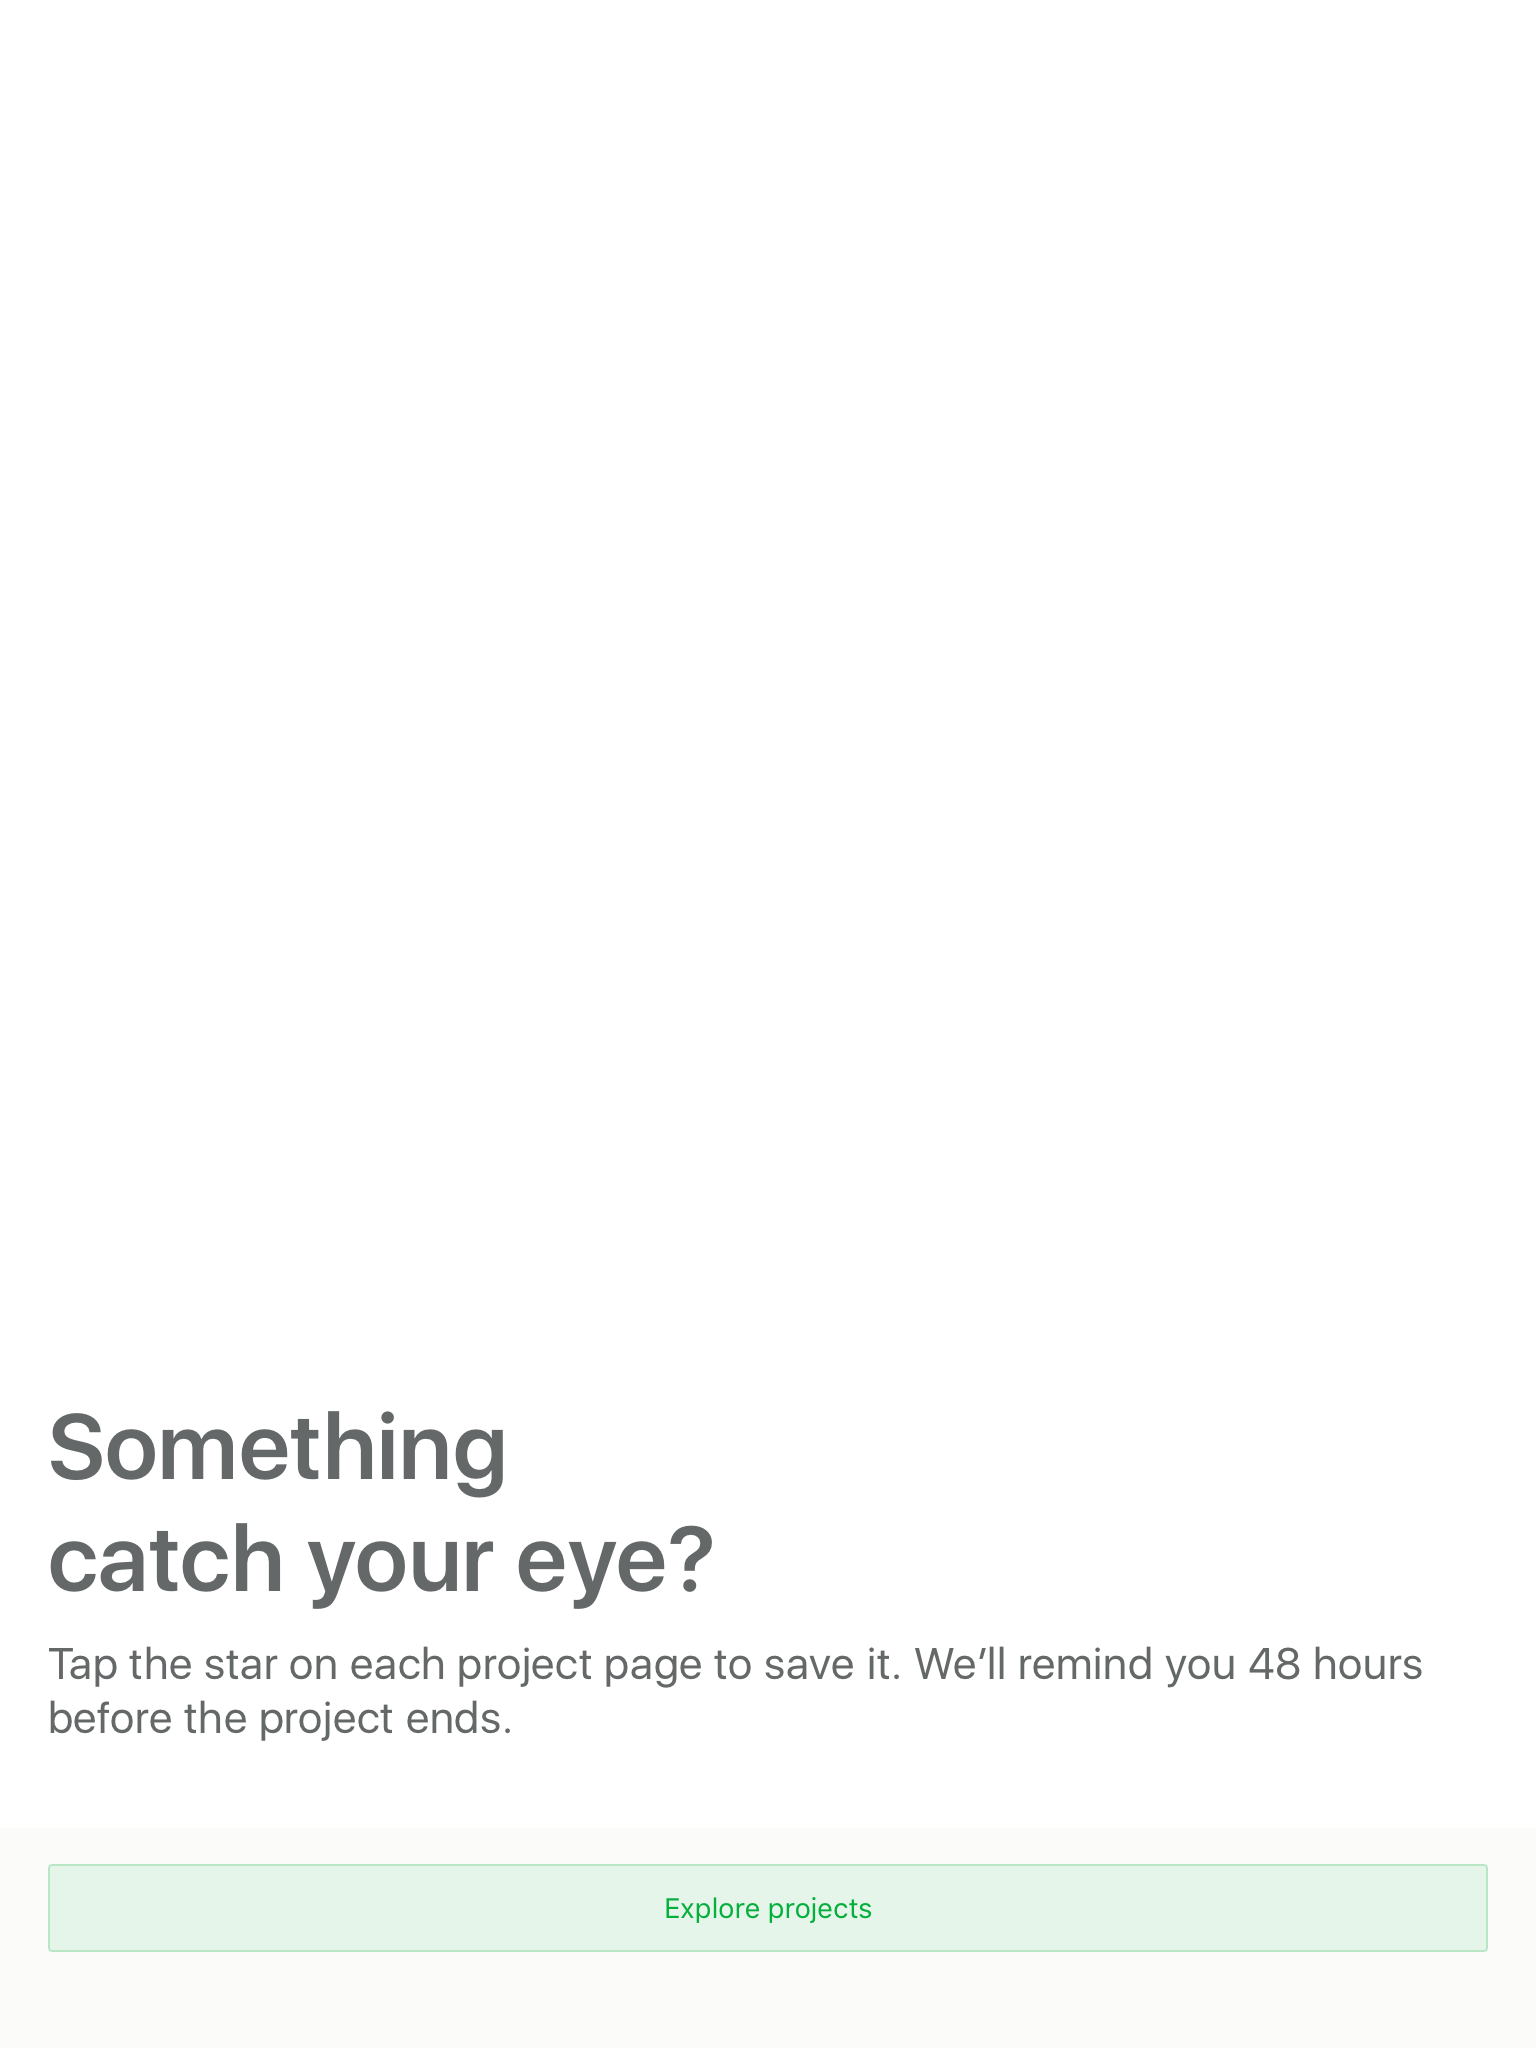 Something
catch your eye?
Tap the star on each project page to save it. We’ll remind you 48 hours
before the project ends.
Explore projects